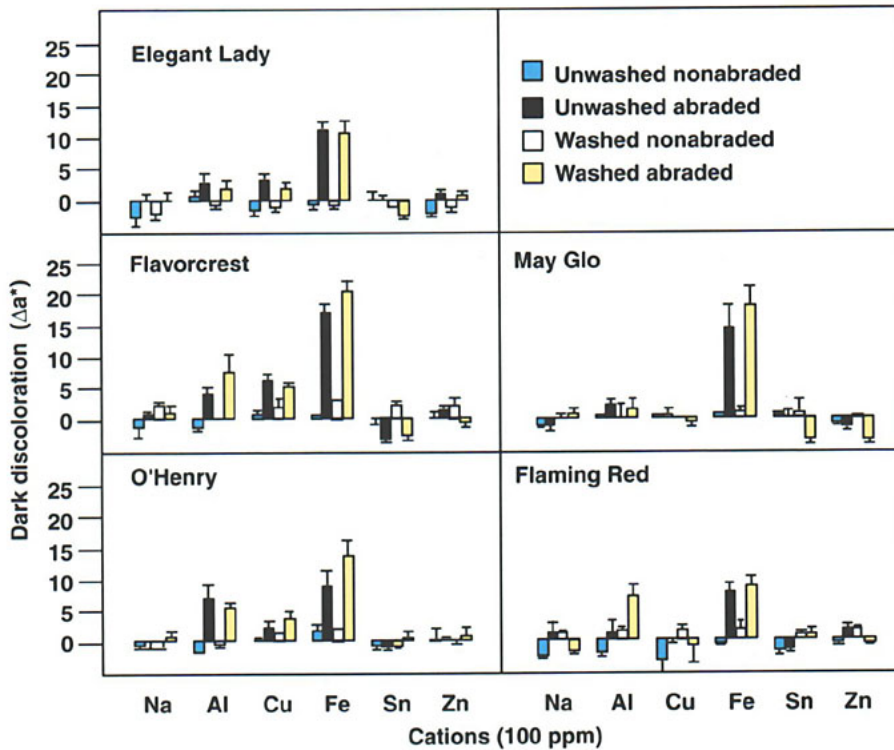 Elegant Lady
25
20
15
10
5
0
Unwashed nonabraded
Unwashed abraded
Washed nonabraded
Washed abraded
Flavorcrest
25
20
15
10
5
0
May Glo
O'Henry
25
20
15
10
5
0
Flaming Red
Dark discoloration (Δa*)
Na Al Cu Fe Sn Zn Na Al Cu Fe Sn Zn
Cations (100 ppm)